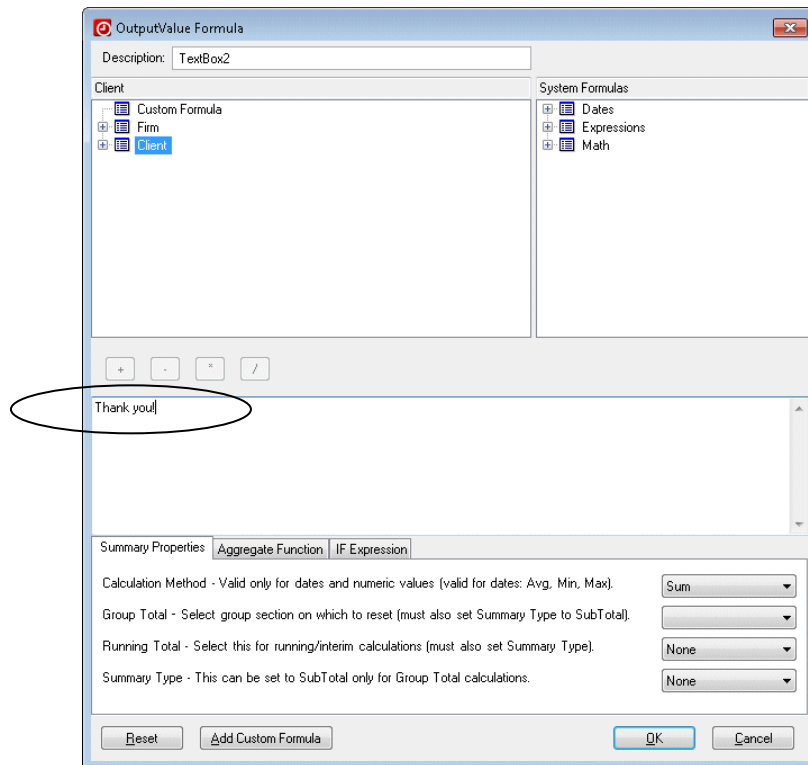 OutputValue Formula
Description: TextBox2
Client
System Formulas
Custom Formula
Firm
Client
Dates
Expressions
Math
+ - * /
Thank you!
Summary Properties Aggregate Function IF Expression
Calculation Method - Valid only for dates and numeric values (valid for dates: Avg, Min, Max). Sum
Group Total - Select group section on which to reset (must also set Summary Type to SubTotal).
Running Total - Select this for running/interim calculations (must also set Summary Type). None
Summary Type - This can be set to SubTotal only for Group Total calculations. None
Reset Add Custom Formula OK Cancel